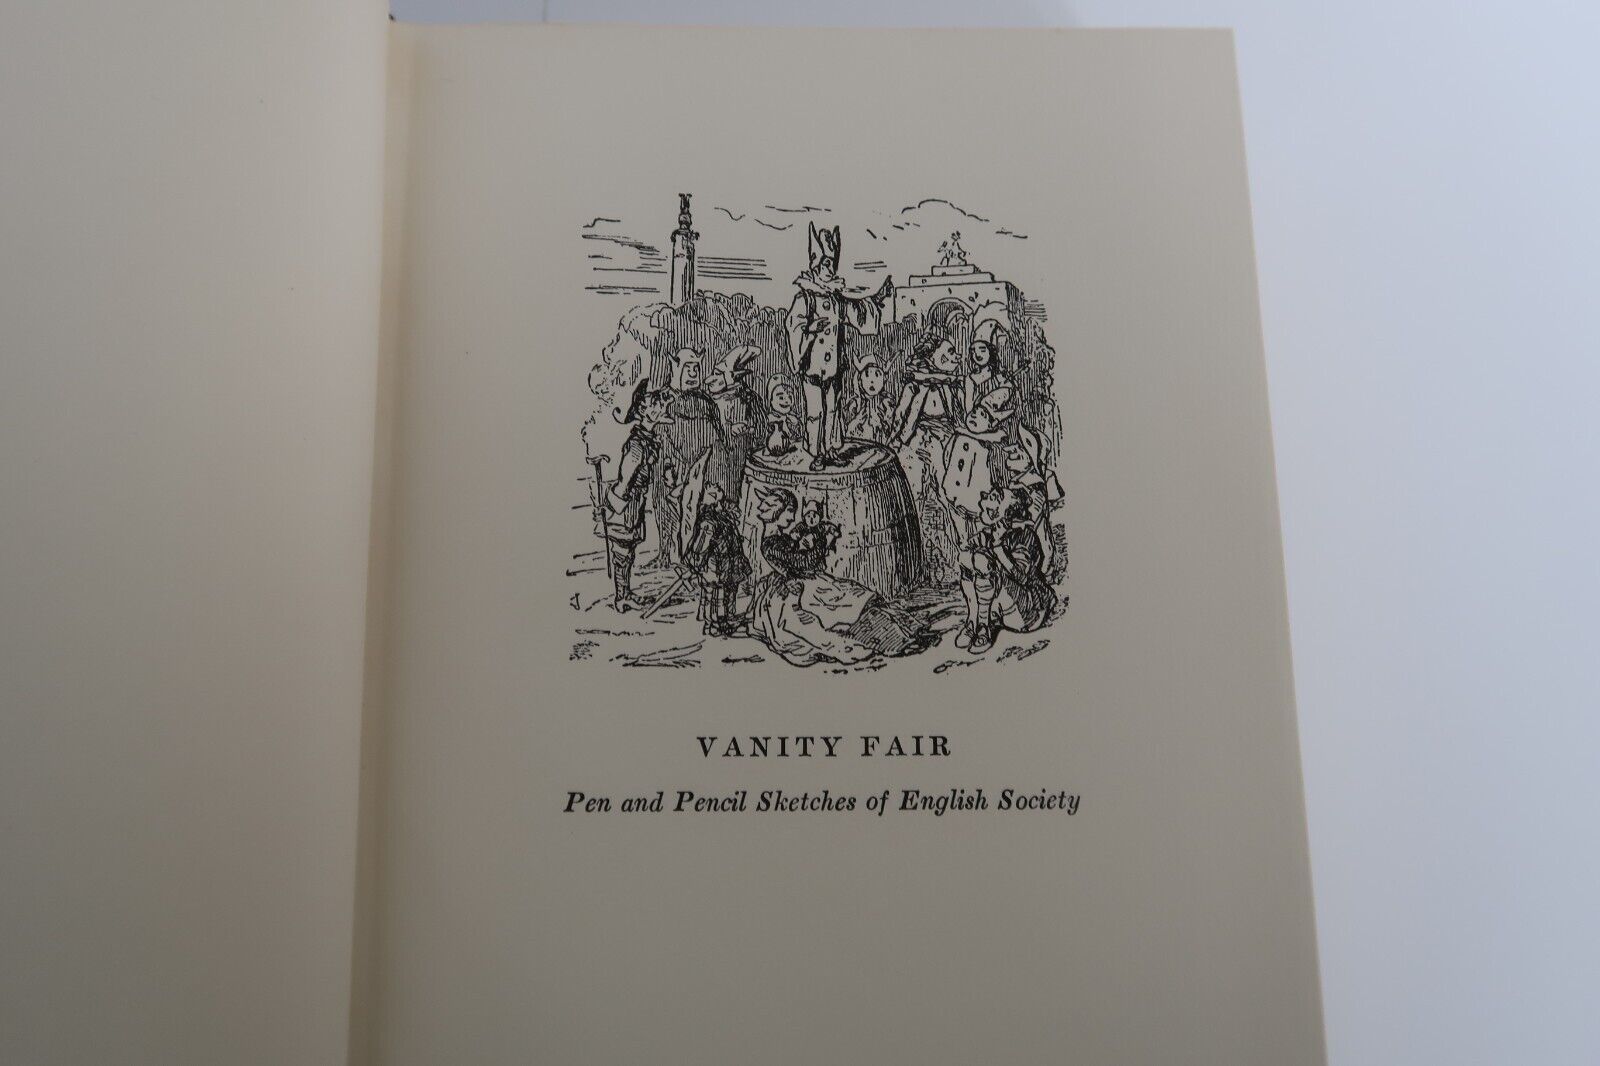 VANITY FAIR
Pen and Pencil Sketches of English Society